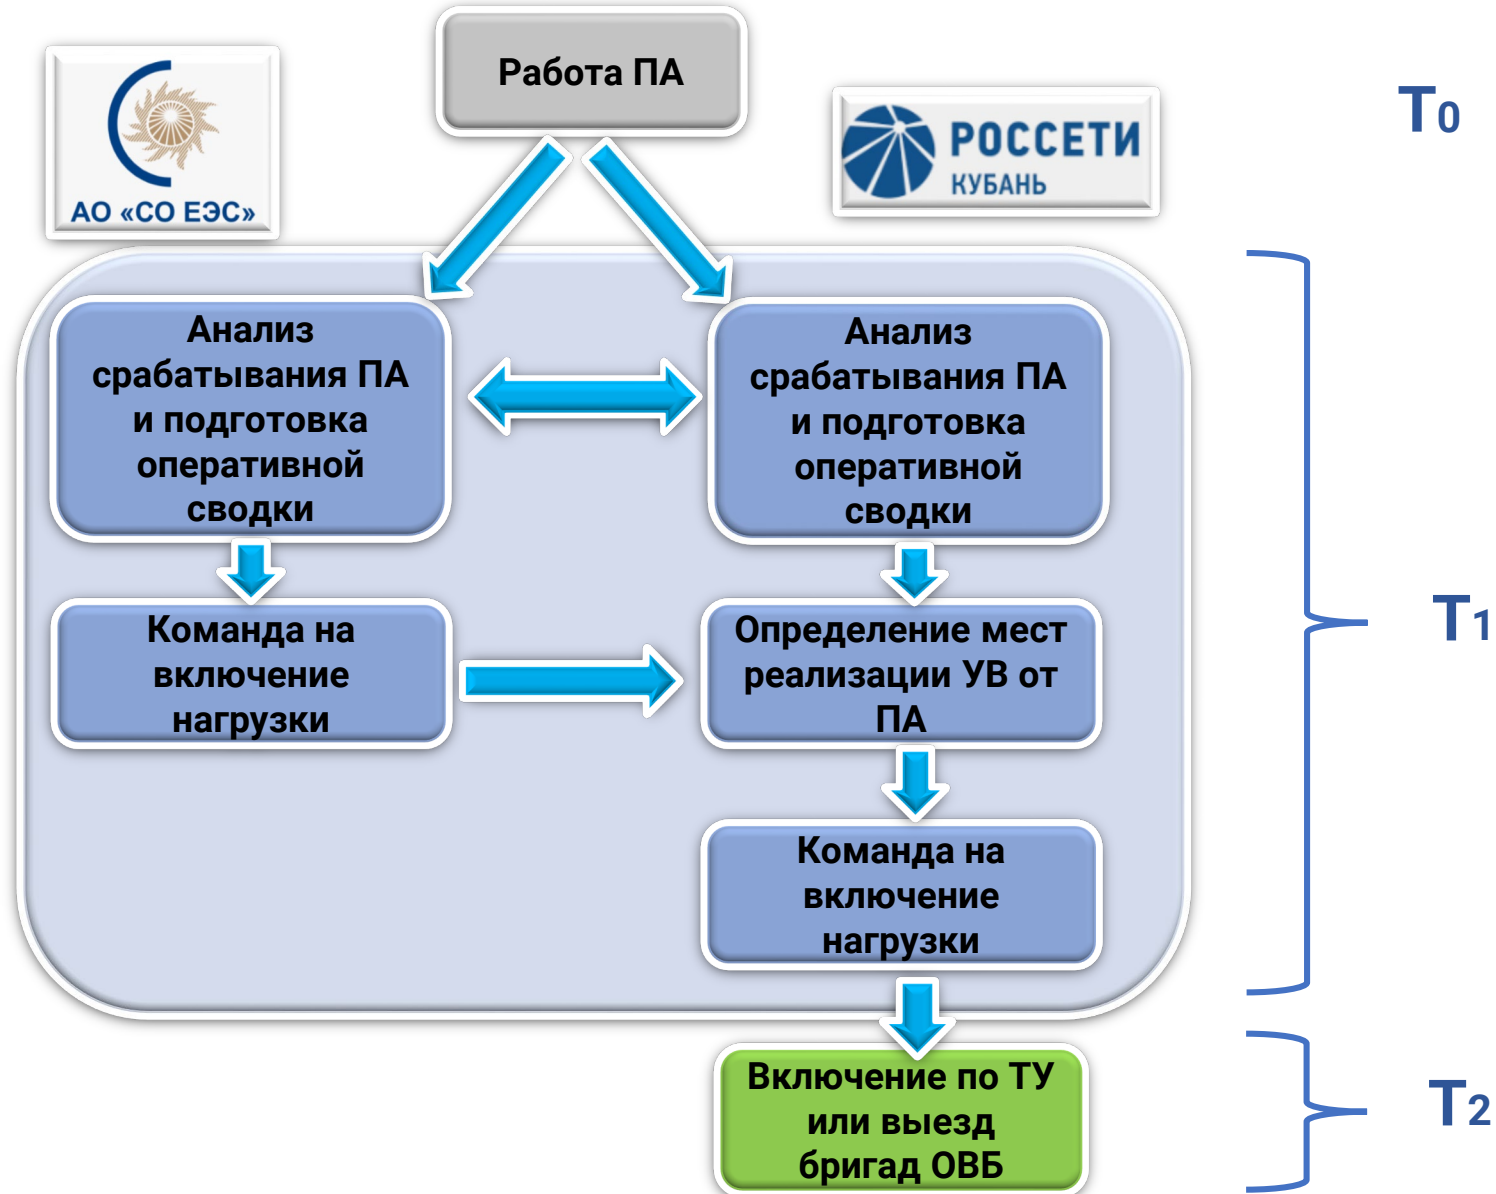 Работа ПА
АО «СО ЕЭС»
РОССЕТИ
КУБАНЬ
T0
Анализ
срабатывания ПА
и подготовка
оперативной
сводки
Анализ
срабатывания ПА
и подготовка
оперативной
сводки
Команда на
включение
нагрузки
Определение мест
реализации УВ от
ПА
T1
Команда на
включение
нагрузки
Включение по ТУ
или выезд
бригад ОВБ
T2